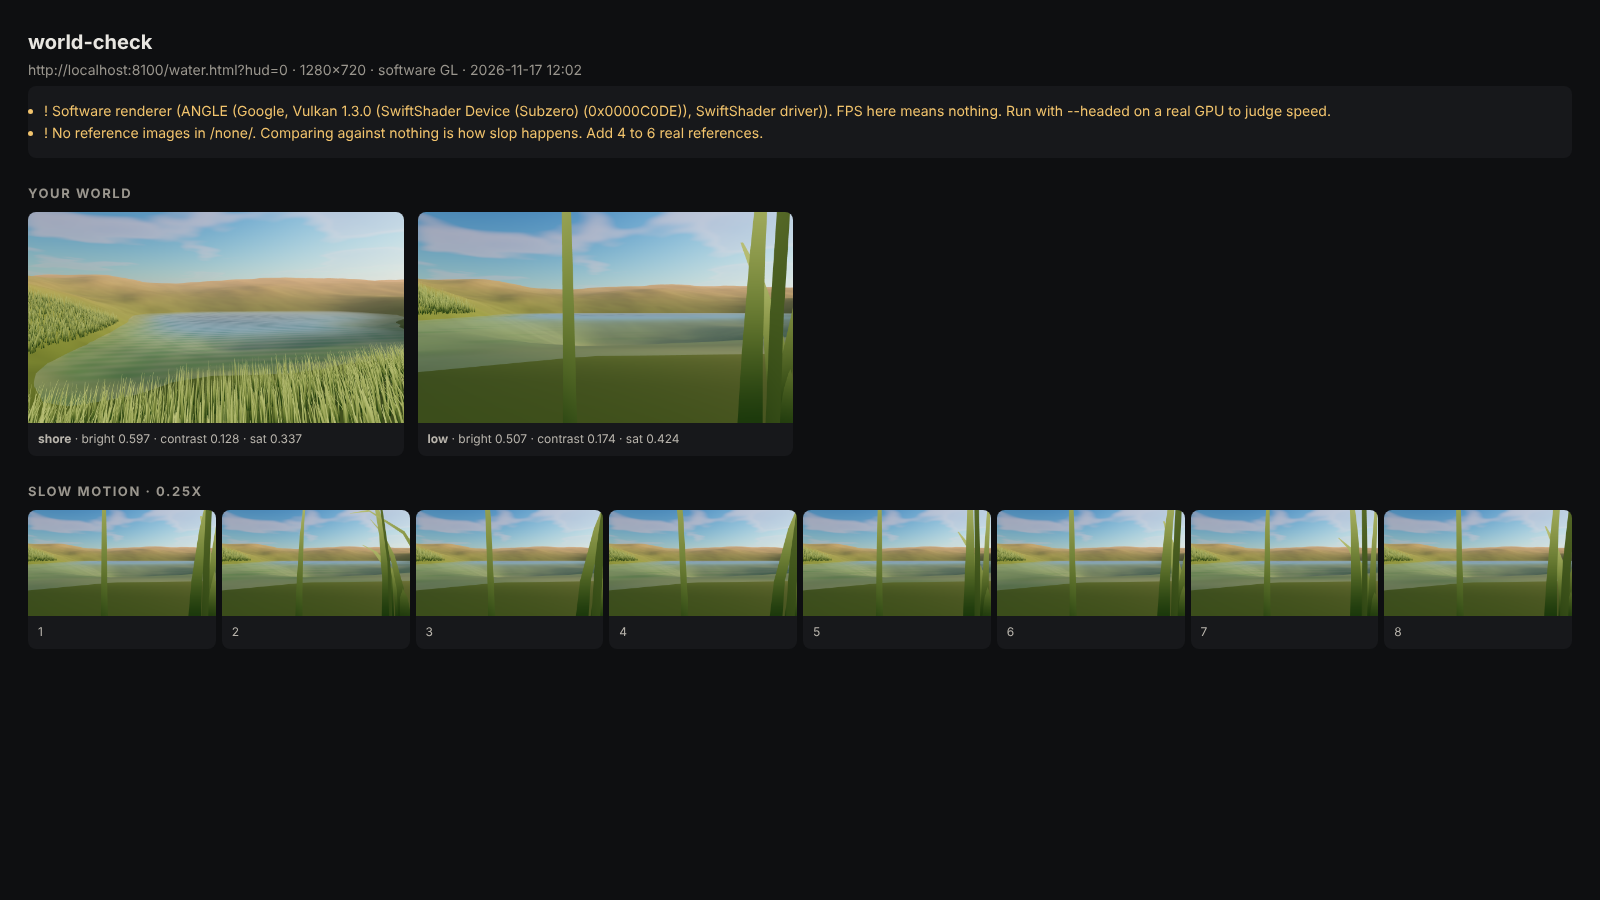 world-check
http://localhost:8100/water.html?hud=0 · 1280×720 · software GL · 2026-11-17 12:02
! Software renderer (ANGLE (Google, Vulkan 1.3.0 (SwiftShader Device (Subzero) (0x0000C0DE)), SwiftShader driver)). FPS here means nothing. Run with --headed on a real GPU to judge speed.
! No reference images in /none/. Comparing against nothing is how slop happens. Add 4 to 6 real references.
YOUR WORLD
shore · bright 0.597 · contrast 0.128 · sat 0.337
low · bright 0.507 · contrast 0.174 · sat 0.424
SLOW MOTION · 0.25X
1
2
3
4
5
6
7
8